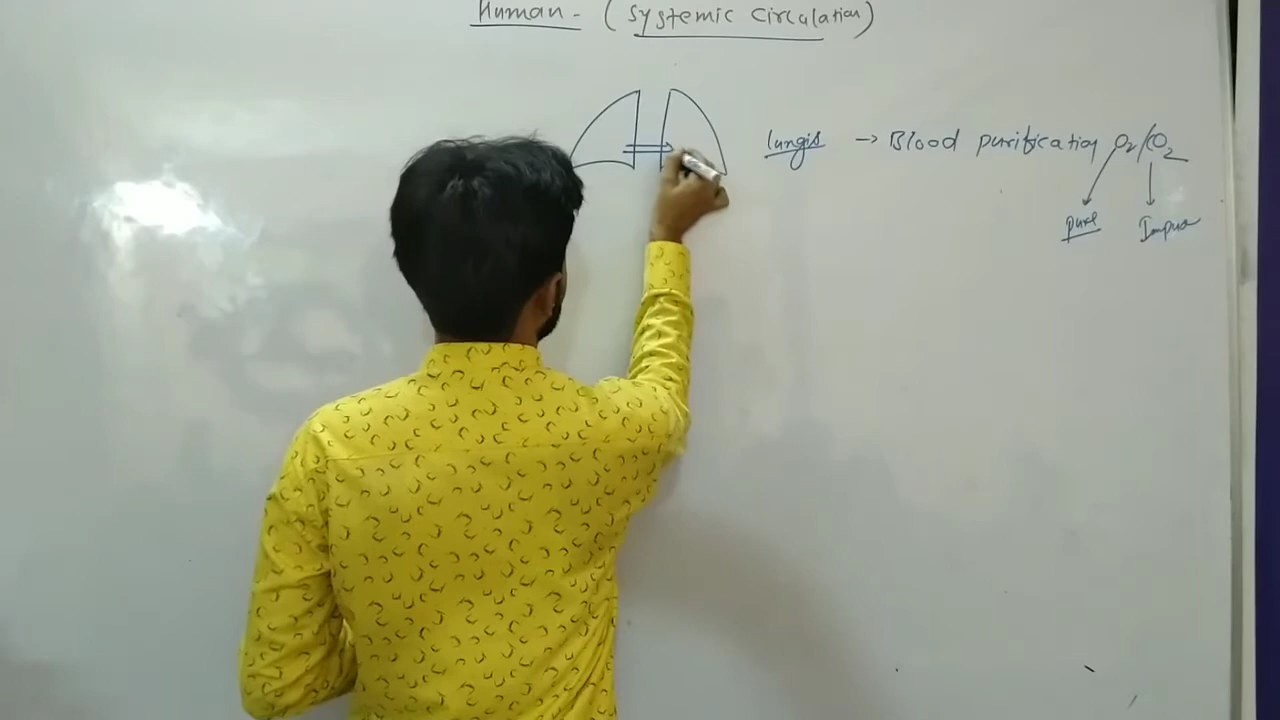 Human - (Systemic Circulation)
lungis → Blood purification O2/CO2
pure Impure